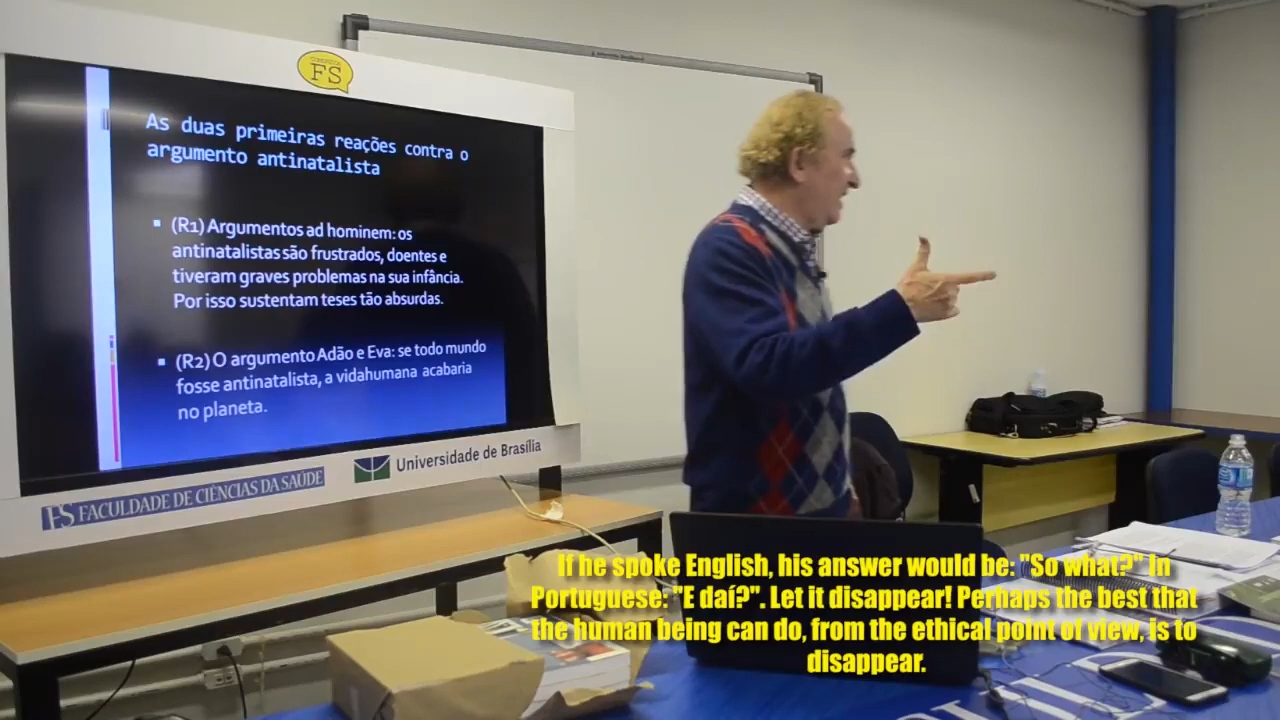 COMUNICA
FS
As duas primeiras reações contra o
argumento antinatalista
(R1) Argumentos ad hominem: os
antinatalistas são frustrados, doentes e
tiveram graves problemas na sua infância.
Por isso sustentam teses tão absurdas.
(R2) O argumento Adão e Eva: se todo mundo
fosse antinatalista, a vidahumana acabaria
no planeta.
FS FACULDADE DE CIÊNCIAS DA SAÚDE
Universidade de Brasília
If he spoke English, his answer would be: "So what?" In
Portuguese: "E daí?". Let it disappear! Perhaps the best that
the human being can do, from the ethical point of view, is to
disappear.